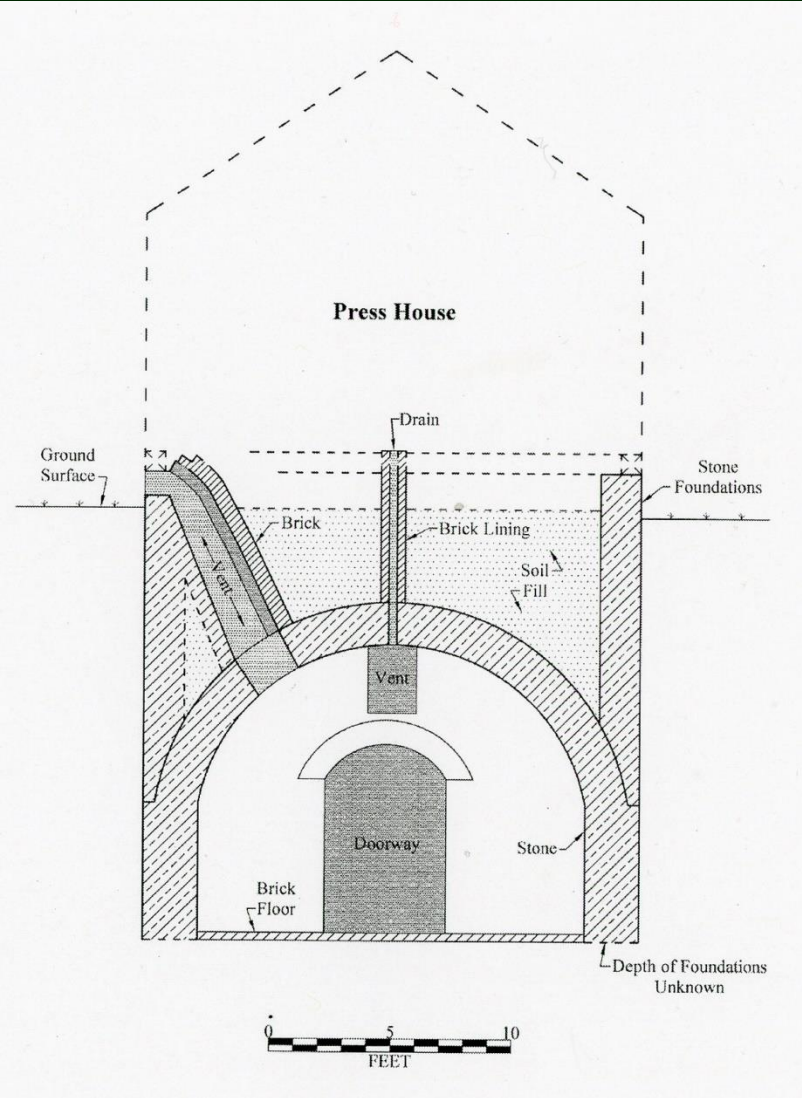 Press House
Drain
Ground
Surface
Stone
Foundations
Brick
Brick Lining
Soil
Fill
Vent
Vent
Doorway
Stone
Brick
Floor
Depth of Foundations
Unknown
0 5 10
FEET